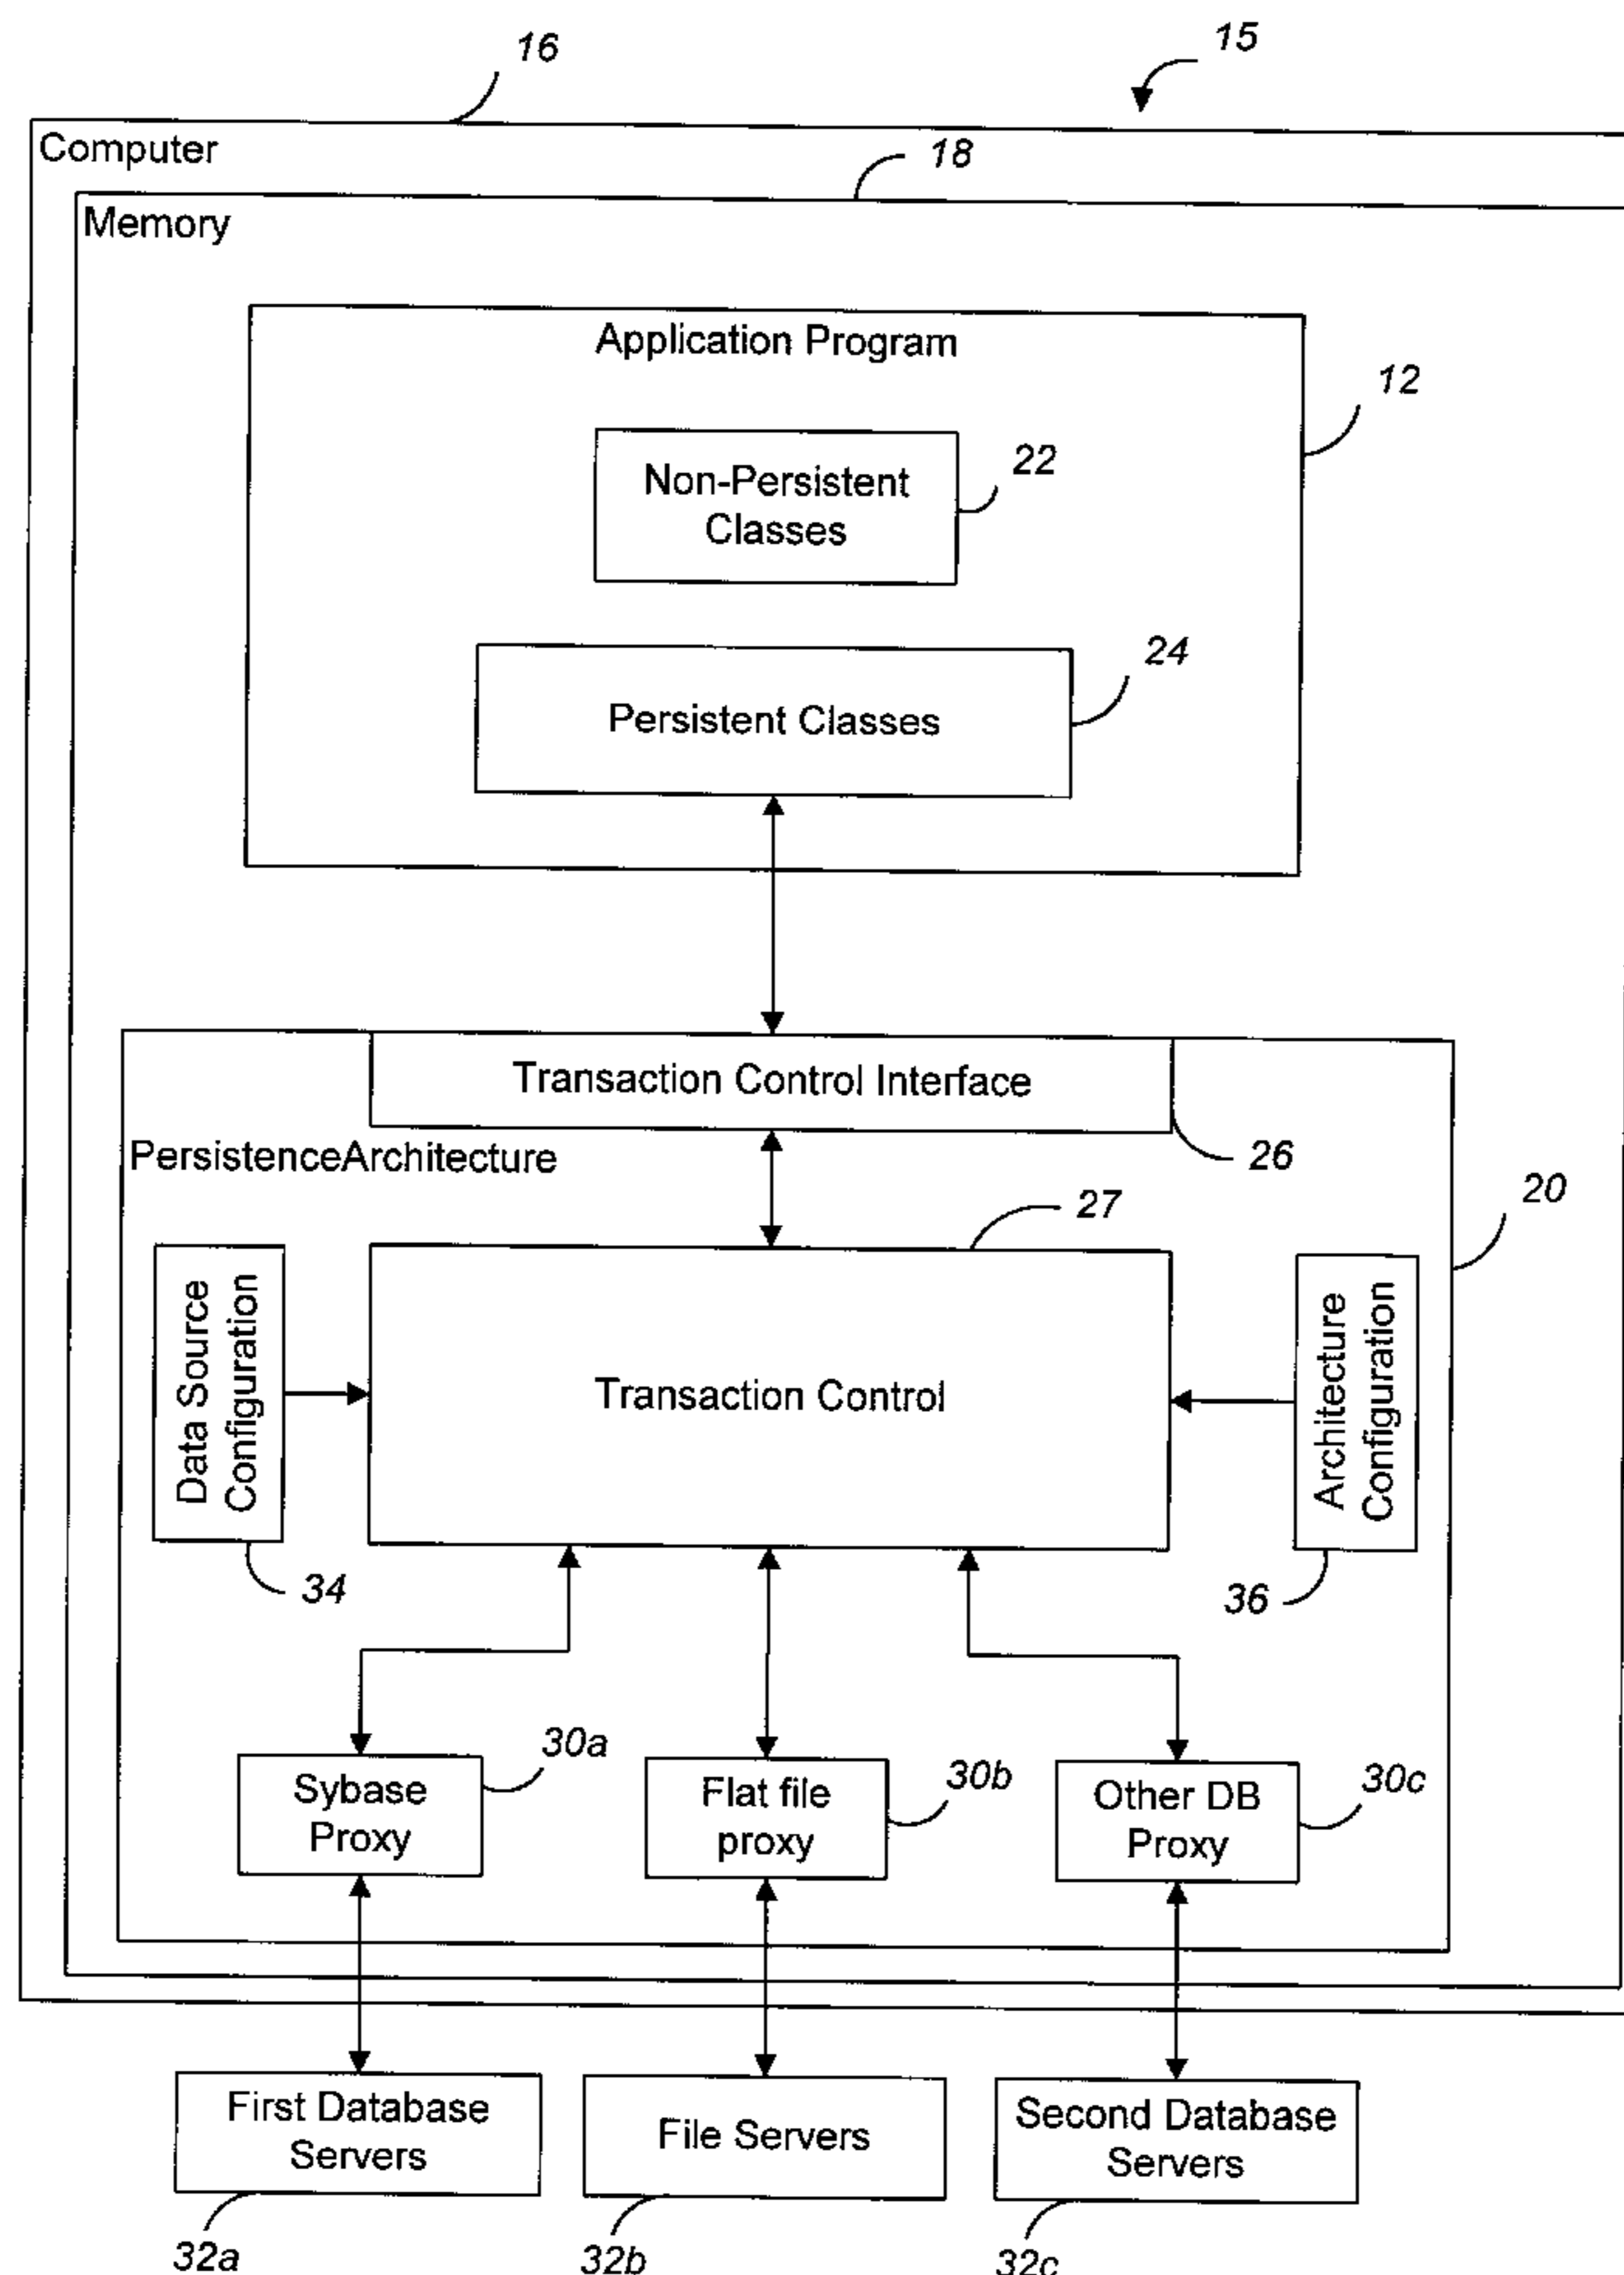 16
15
Computer
18
Memory
Application Program
12
Non-Persistent
Classes
22
24
Persistent Classes
Transaction Control Interface
PersistenceArchitecture
26
20
27
Data Source
Configuration
Transaction Control
Architecture
Configuration
34
36
Sybase
Proxy
30a
Flat file
proxy
30b
Other DB
Proxy
30c
First Database
Servers
File Servers
Second Database
Servers
32a
32b
32c